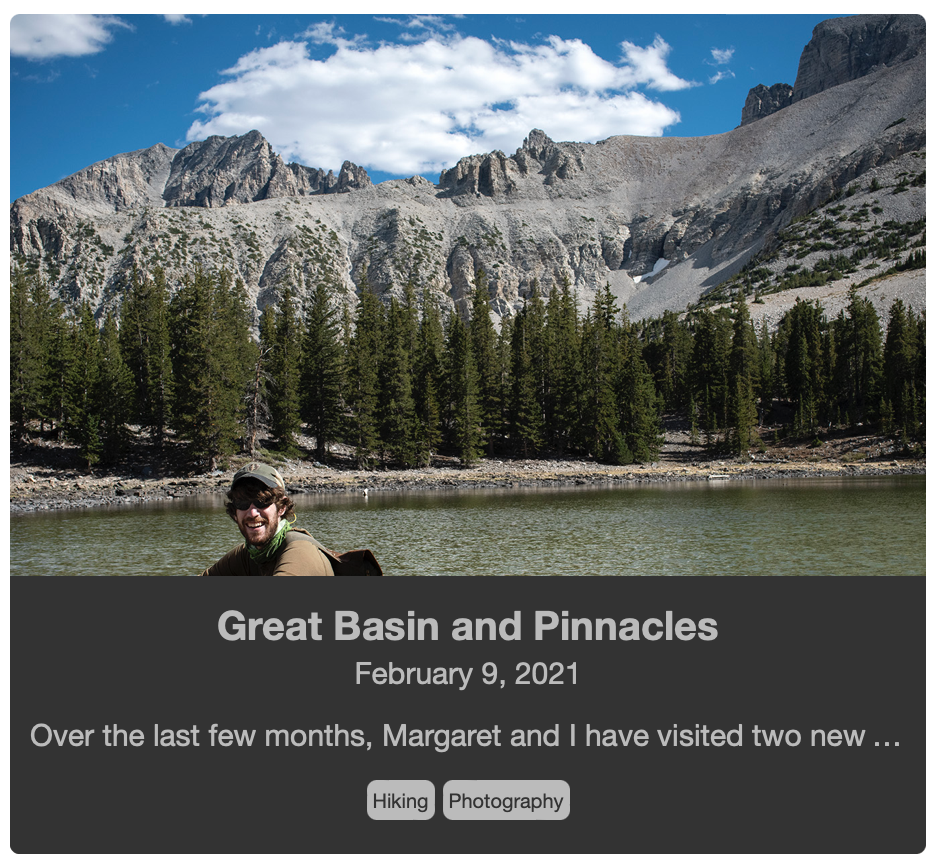 Great Basin and Pinnacles
February 9, 2021
Over the last few months, Margaret and I have visited two new …
Hiking
Photography